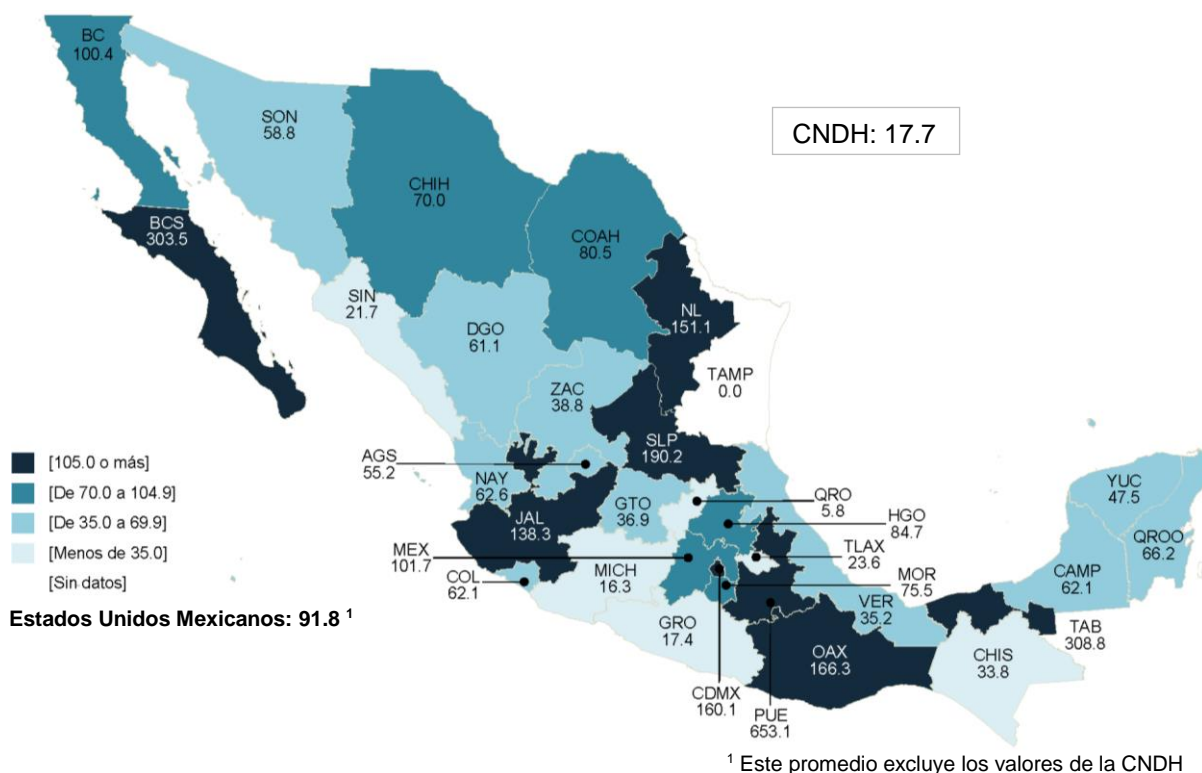 BC
100.4
SON
58.8
CNDH: 17.7
CHIH
70.0
BCS
303.5
COAH
80.5
SIN
21.7
NL
151.1
DGO
61.1
TAMP
0.0
ZAC
38.8
SLP
190.2
AGS
55.2
NAY
62.6
GTO
36.9
QRO
5.8
HGO
84.7
YUC
47.5
QROO
66.2
JAL
138.3
MEX
101.7
TLAX
23.6
CAMP
62.1
COL
62.1
MICH
16.3
MOR
75.5
VER
35.2
GRO
17.4
OAX
166.3
TAB
308.8
CHIS
33.8
CDMX
160.1
PUE
653.1
[105.0 o más]
[De 70.0 a 104.9]
[De 35.0 a 69.9]
[Menos de 35.0]
[Sin datos]
Estados Unidos Mexicanos: 91.8 ¹
¹ Este promedio excluye los valores de la CNDH